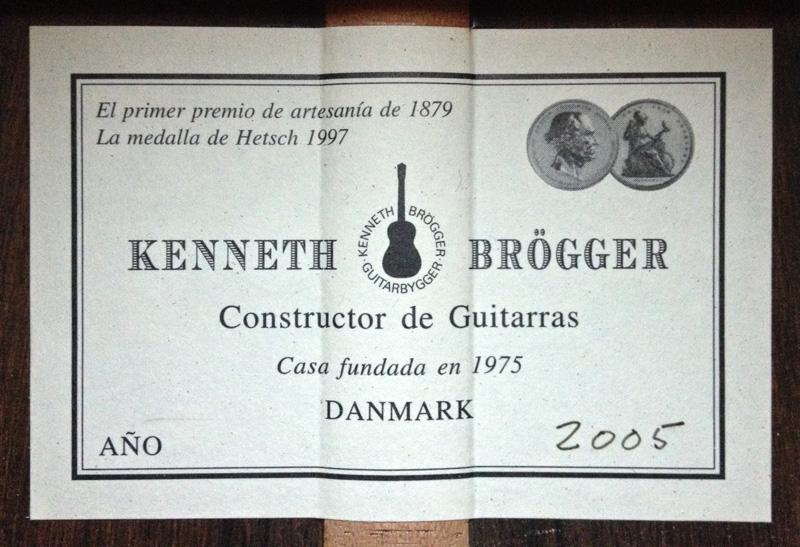 El primer premio de artesanía de 1879
La medalla de Hetsch 1997
KENNETH BRÖGGER
KENNETH BRÖGGER
· GUITARBYGGER ·
Constructor de Guitarras
Casa fundada en 1975
DANMARK
AÑO 2005